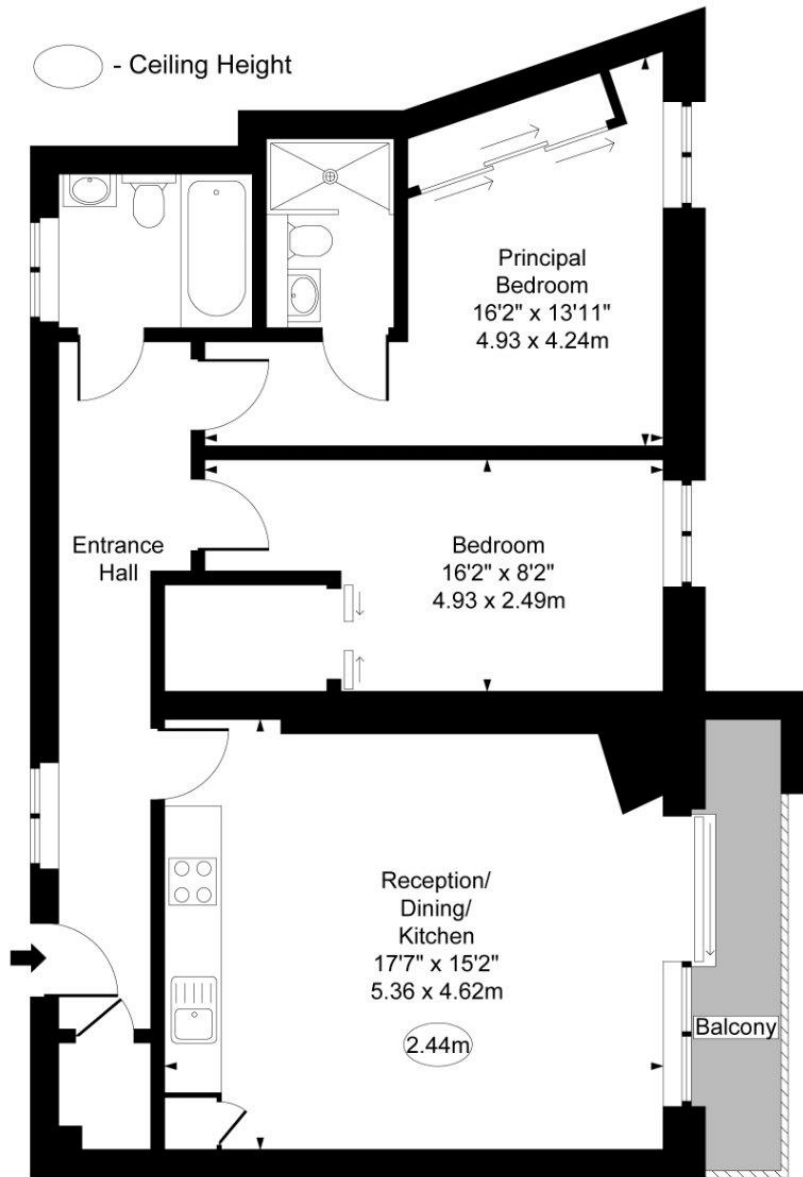 - Ceiling Height
Principal
Bedroom
16'2" x 13'11"
4.93 x 4.24m
Entrance
Hall
Bedroom
16'2" x 8'2"
4.93 x 2.49m
Reception/
Dining/
Kitchen
17'7" x 15'2"
5.36 x 4.62m
2.44m
Balcony